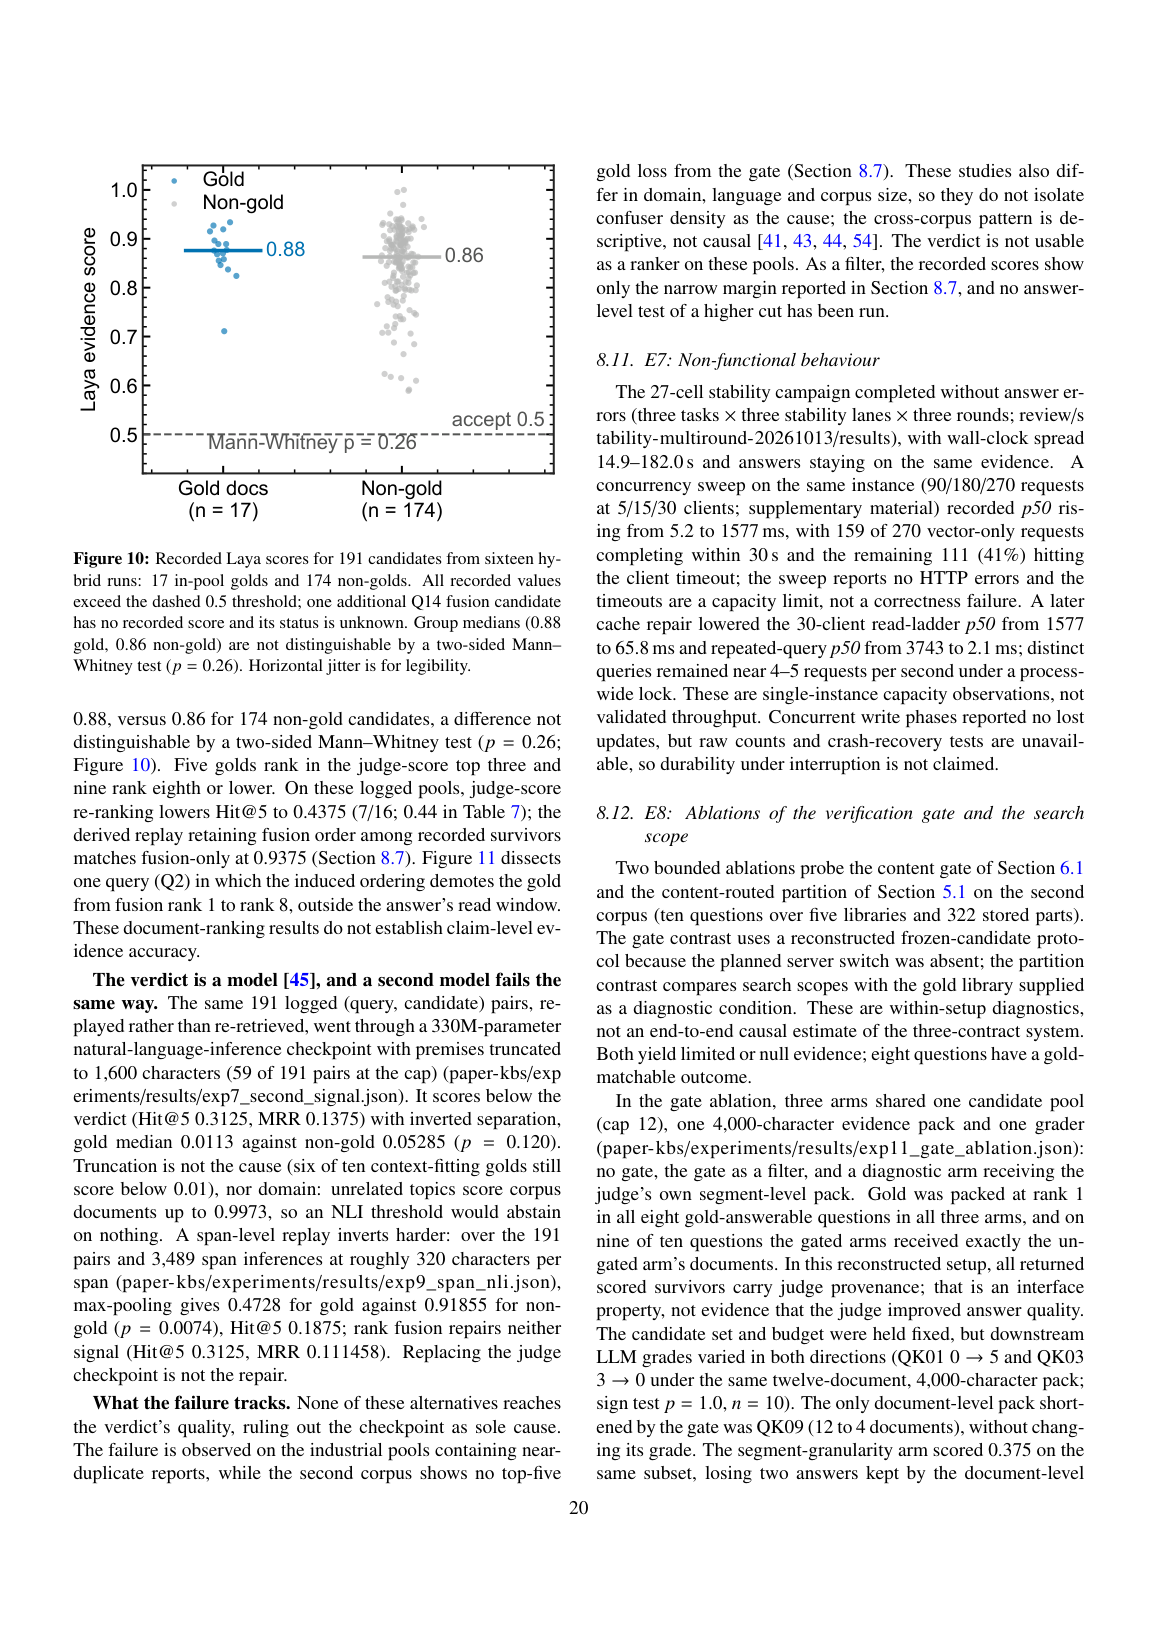 Gold
Non-gold
1.0
0.9
0.8
0.7
0.6
0.5
Laya evidence score
0.88
0.86
accept 0.5
Mann-Whitney p = 0.26
Gold docs
(n = 17)
Non-gold
(n = 174)
Figure 10: Recorded Laya scores for 191 candidates from sixteen hy-
brid runs: 17 in-pool golds and 174 non-golds. All recorded values
exceed the dashed 0.5 threshold; one additional Q14 fusion candidate
has no recorded score and its status is unknown. Group medians (0.88
gold, 0.86 non-gold) are not distinguishable by a two-sided Mann–
Whitney test (p = 0.26). Horizontal jitter is for legibility.
0.88, versus 0.86 for 174 non-gold candidates, a difference not
distinguishable by a two-sided Mann–Whitney test (p = 0.26;
Figure 10). Five golds rank in the judge-score top three and
nine rank eighth or lower. On these logged pools, judge-score
re-ranking lowers Hit@5 to 0.4375 (7/16; 0.44 in Table 7); the
derived replay retaining fusion order among recorded survivors
matches fusion-only at 0.9375 (Section 8.7). Figure 11 dissects
one query (Q2) in which the induced ordering demotes the gold
from fusion rank 1 to rank 8, outside the answer's read window.
These document-ranking results do not establish claim-level ev-
idence accuracy.
The verdict is a model [45], and a second model fails the
same way. The same 191 logged (query, candidate) pairs, re-
played rather than re-retrieved, went through a 330M-parameter
natural-language-inference checkpoint with premises truncated
to 1,600 characters (59 of 191 pairs at the cap) (paper-kbs/exp
eriments/results/exp7_second_signal.json). It scores below the
verdict (Hit@5 0.3125, MRR 0.1375) with inverted separation,
gold median 0.0113 against non-gold 0.05285 (p = 0.120).
Truncation is not the cause (six of ten context-fitting golds still
score below 0.01), nor domain: unrelated topics score corpus
documents up to 0.9973, so an NLI threshold would abstain
on nothing. A span-level replay inverts harder: over the 191
pairs and 3,489 span inferences at roughly 320 characters per
span (paper-kbs/experiments/results/exp9_span_nli.json),
max-pooling gives 0.4728 for gold against 0.91855 for non-
gold (p = 0.0074), Hit@5 0.1875; rank fusion repairs neither
signal (Hit@5 0.3125, MRR 0.111458). Replacing the judge
checkpoint is not the repair.
What the failure tracks. None of these alternatives reaches
the verdict's quality, ruling out the checkpoint as sole cause.
The failure is observed on the industrial pools containing near-
duplicate reports, while the second corpus shows no top-five
gold loss from the gate (Section 8.7). These studies also dif-
fer in domain, language and corpus size, so they do not isolate
confuser density as the cause; the cross-corpus pattern is de-
scriptive, not causal [41, 43, 44, 54]. The verdict is not usable
as a ranker on these pools. As a filter, the recorded scores show
only the narrow margin reported in Section 8.7, and no answer-
level test of a higher cut has been run.
8.11. E7: Non-functional behaviour
The 27-cell stability campaign completed without answer er-
rors (three tasks × three stability lanes × three rounds; review/s
tability-multiround-20261013/results), with wall-clock spread
14.9–182.0 s and answers staying on the same evidence. A
concurrency sweep on the same instance (90/180/270 requests
at 5/15/30 clients; supplementary material) recorded p50 ris-
ing from 5.2 to 1577 ms, with 159 of 270 vector-only requests
completing within 30 s and the remaining 111 (41%) hitting
the client timeout; the sweep reports no HTTP errors and the
timeouts are a capacity limit, not a correctness failure. A later
cache repair lowered the 30-client read-ladder p50 from 1577
to 65.8 ms and repeated-query p50 from 3743 to 2.1 ms; distinct
queries remained near 4–5 requests per second under a process-
wide lock. These are single-instance capacity observations, not
validated throughput. Concurrent write phases reported no lost
updates, but raw counts and crash-recovery tests are unavail-
able, so durability under interruption is not claimed.
8.12. E8: Ablations of the verification gate and the search
scope
Two bounded ablations probe the content gate of Section 6.1
and the content-routed partition of Section 5.1 on the second
corpus (ten questions over five libraries and 322 stored parts).
The gate contrast uses a reconstructed frozen-candidate proto-
col because the planned server switch was absent; the partition
contrast compares search scopes with the gold library supplied
as a diagnostic condition. These are within-setup diagnostics,
not an end-to-end causal estimate of the three-contract system.
Both yield limited or null evidence; eight questions have a gold-
matchable outcome.
In the gate ablation, three arms shared one candidate pool
(cap 12), one 4,000-character evidence pack and one grader
(paper-kbs/experiments/results/exp11_gate_ablation.json):
no gate, the gate as a filter, and a diagnostic arm receiving the
judge's own segment-level pack. Gold was packed at rank 1
in all eight gold-answerable questions in all three arms, and on
nine of ten questions the gated arms received exactly the un-
gated arm's documents. In this reconstructed setup, all returned
scored survivors carry judge provenance; that is an interface
property, not evidence that the judge improved answer quality.
The candidate set and budget were held fixed, but downstream
LLM grades varied in both directions (QK01 0 → 5 and QK03
3 → 0 under the same twelve-document, 4,000-character pack;
sign test p = 1.0, n = 10). The only document-level pack short-
ened by the gate was QK09 (12 to 4 documents), without chang-
ing its grade. The segment-granularity arm scored 0.375 on the
same subset, losing two answers kept by the document-level
20